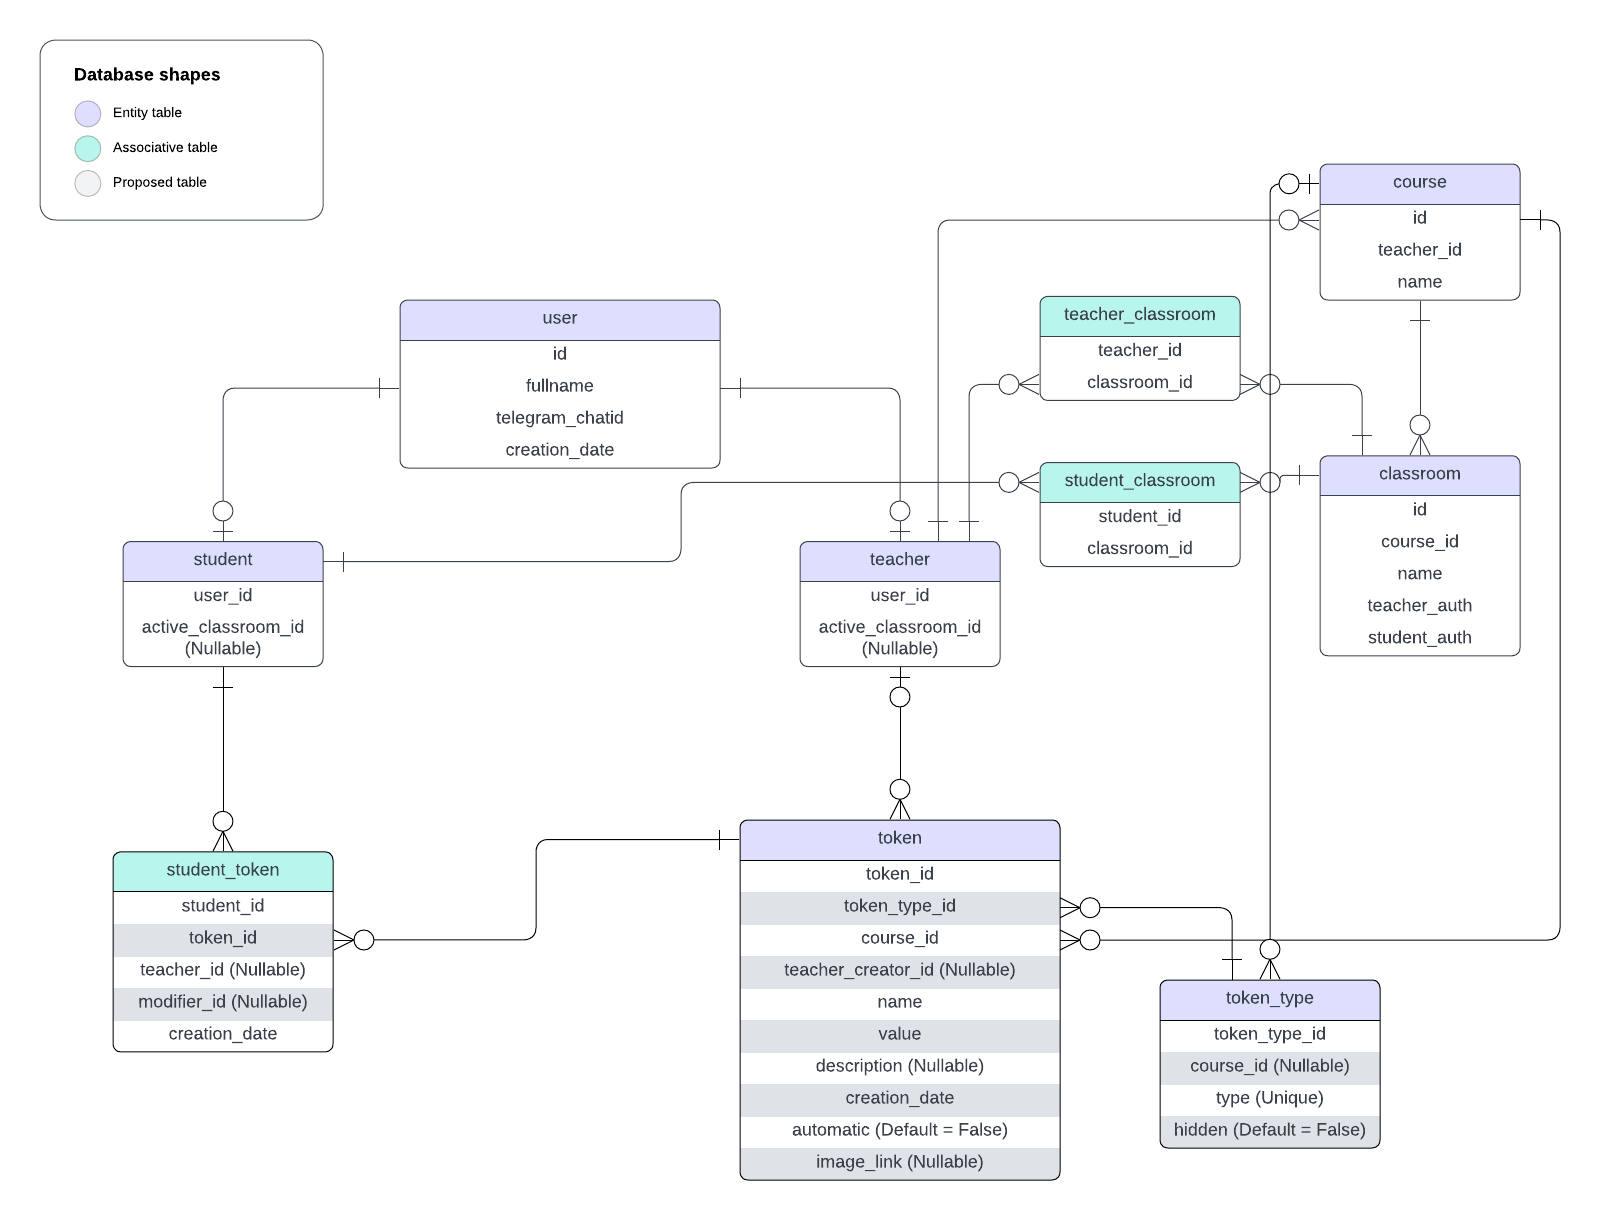 Database shapes
Entity table
Associative table
Proposed table
course
id
teacher_id
name
user
id
fullname
telegram_chatid
creation_date
teacher_classroom
teacher_id
classroom_id
student_classroom
student_id
classroom_id
classroom
id
course_id
name
teacher_auth
student_auth
student
user_id
active_classroom_id
(Nullable)
teacher
user_id
active_classroom_id
(Nullable)
student_token
student_id
token_id
teacher_id (Nullable)
modifier_id (Nullable)
creation_date
token
token_id
token_type_id
course_id
teacher_creator_id (Nullable)
name
value
description (Nullable)
creation_date
automatic (Default = False)
image_link (Nullable)
token_type
token_type_id
course_id (Nullable)
type (Unique)
hidden (Default = False)